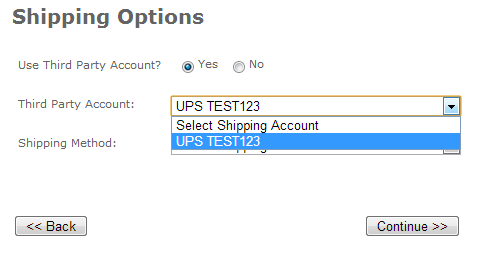 Shipping Options
Use Third Party Account? Yes No
Third Party Account: UPS TEST123
Select Shipping Account
UPS TEST123
Shipping Method:
<< Back Continue >>